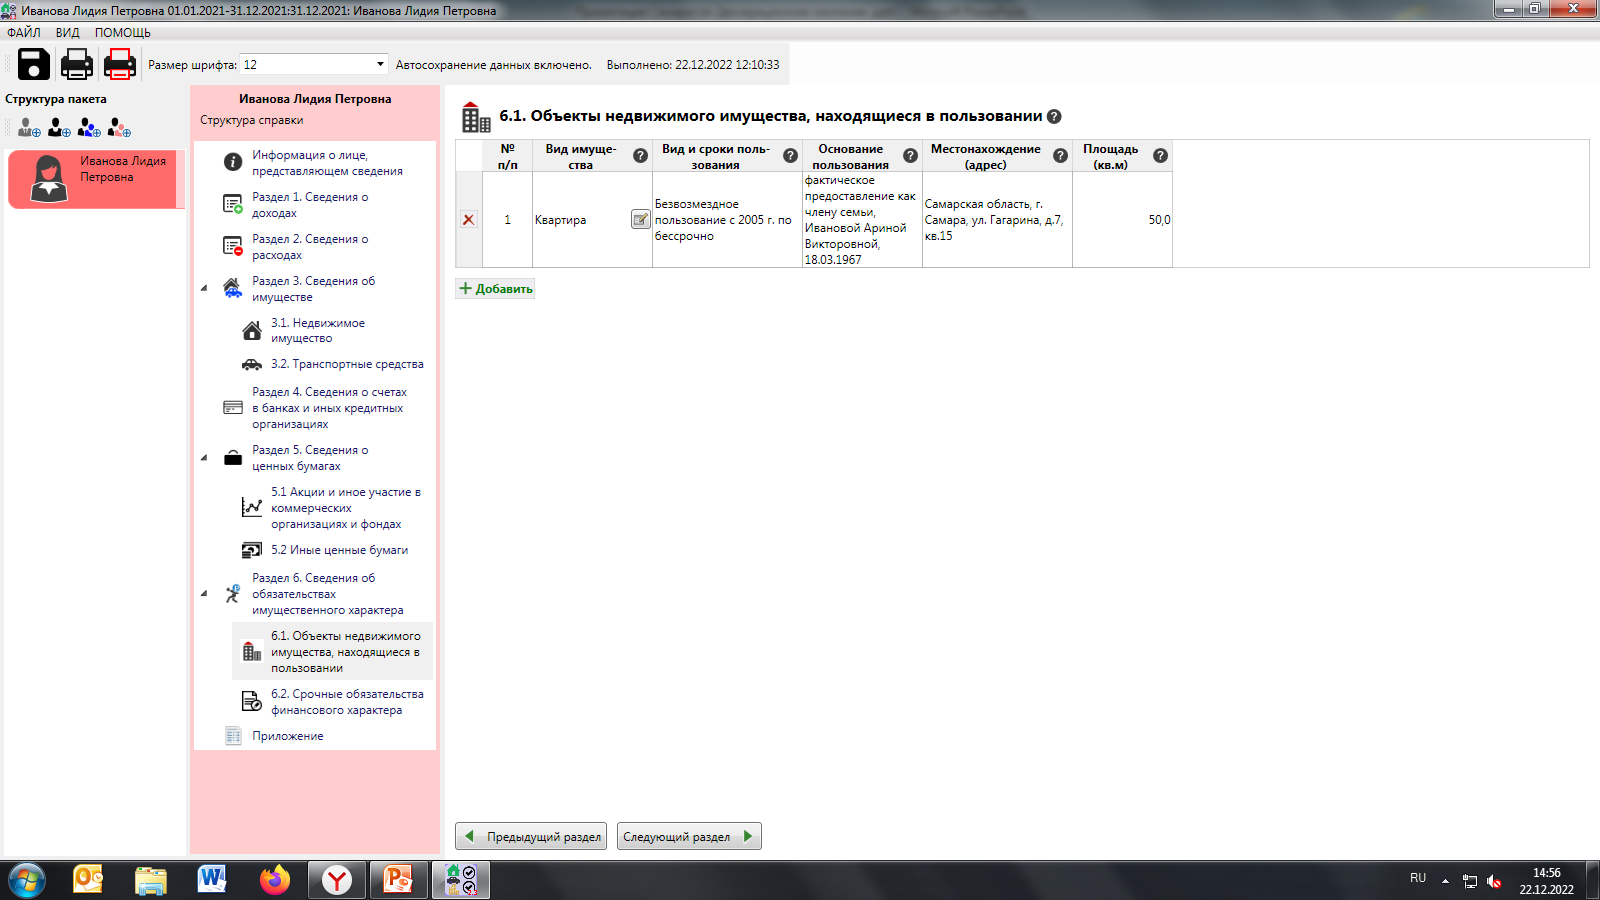 Иванова Лидия Петровна 01.01.2021-31.12.2021:31.12.2021: Иванова Лидия Петровна
ФАЙЛ ВИД ПОМОЩЬ
Размер шрифта: 12 Автосохранение данных включено. Выполнено: 22.12.2022 12:10:33
Структура пакета
Иванова Лидия
Петровна
Иванова Лидия Петровна
Структура справки
Информация о лице,
представляющем сведения
Раздел 1. Сведения о
доходах
Раздел 2. Сведения о
расходах
Раздел 3. Сведения об
имуществе
3.1. Недвижимое
имущество
3.2. Транспортные средства
Раздел 4. Сведения о счетах
в банках и иных кредитных
организациях
Раздел 5. Сведения о
ценных бумагах
5.1 Акции и иное участие в
коммерческих
организациях и фондах
5.2 Иные ценные бумаги
Раздел 6. Сведения об
обязательствах
имущественного характера
6.1. Объекты недвижимого
имущества, находящиеся в
пользовании
6.2. Срочные обязательства
финансового характера
Приложение
6.1. Объекты недвижимого имущества, находящиеся в пользовании
№
п/п
Вид имуще-
ства
Вид и сроки поль-
зования
Основание
пользования
Местонахождение
(адрес)
Площадь
(кв.м)
1
Квартира
Безвозмездное
пользование с 2005 г. по
бессрочно
фактическое
предоставление как
члену семьи,
Ивановой Ариной
Викторовной,
18.03.1967
Самарская область, г.
Самара, ул. Гагарина, д.7,
кв.15
50,0
Добавить
Предыдущий раздел
Следующий раздел
RU
14:56
22.12.2022